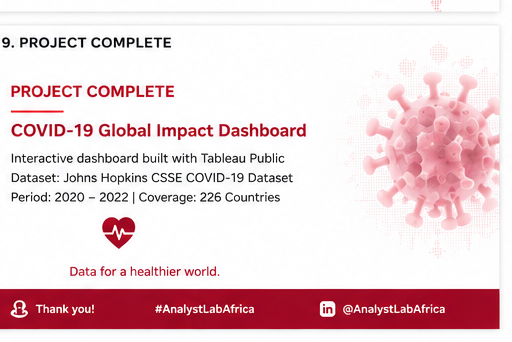 9. PROJECT COMPLETE
PROJECT COMPLETE
COVID-19 Global Impact Dashboard
Interactive dashboard built with Tableau Public
Dataset: Johns Hopkins CSSE COVID-19 Dataset
Period: 2020 – 2022 | Coverage: 226 Countries
Data for a healthier world.
Thank you!
#AnalystLabAfrica
in @AnalystLabAfrica